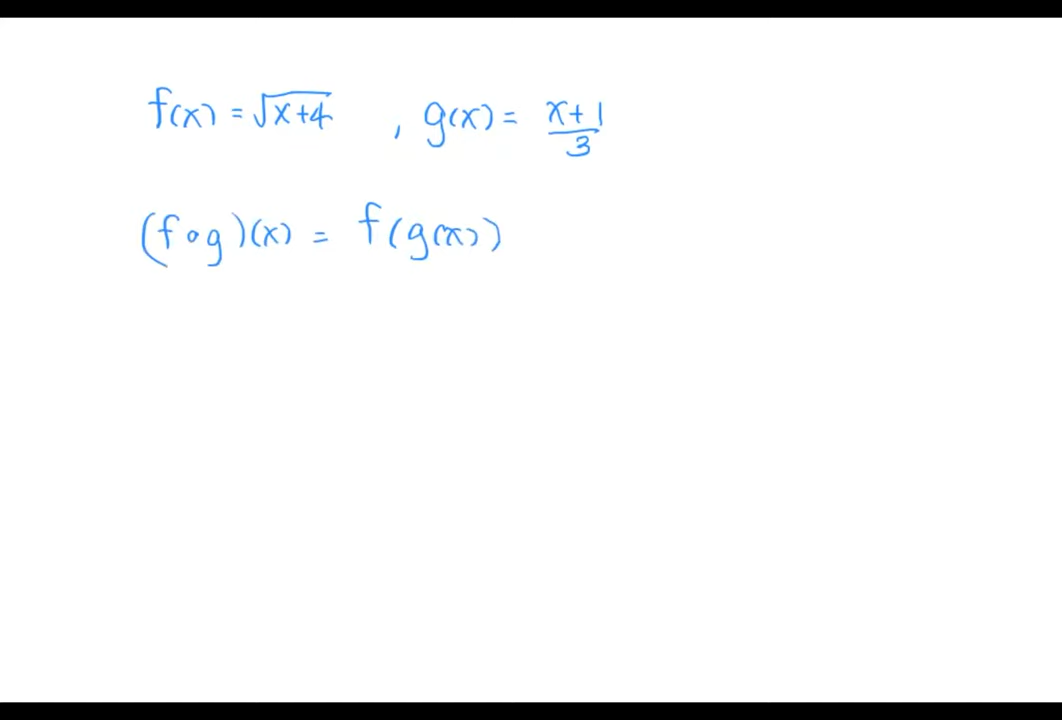 f(x) = √x+4 , g(x) = x+1/3
(f∘g)(x) = f(g(x))